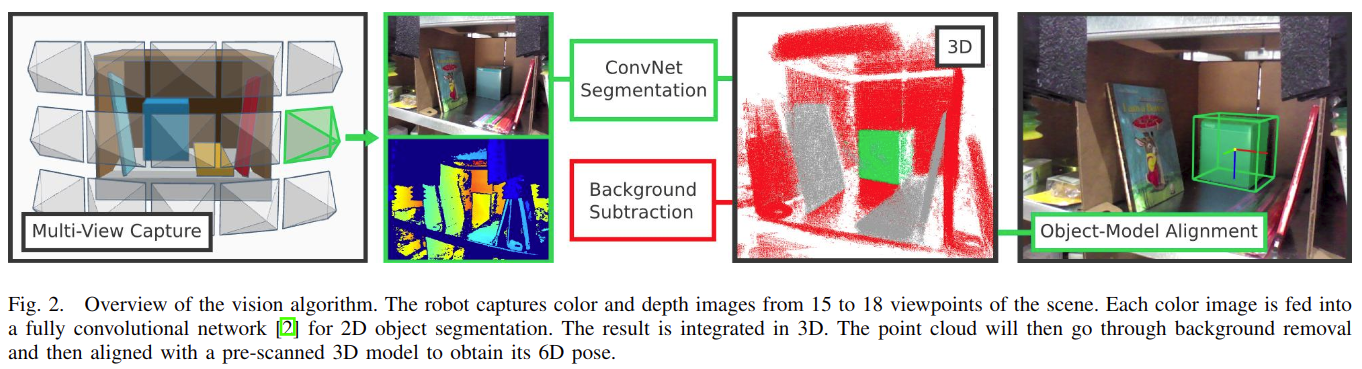 Multi-View Capture
ConvNet
Segmentation
Background
Subtraction
3D
Object-Model Alignment
Fig. 2. Overview of the vision algorithm. The robot captures color and depth images from 15 to 18 viewpoints of the scene. Each color image is fed into
a fully convolutional network [2] for 2D object segmentation. The result is integrated in 3D. The point cloud will then go through background removal
and then aligned with a pre-scanned 3D model to obtain its 6D pose.